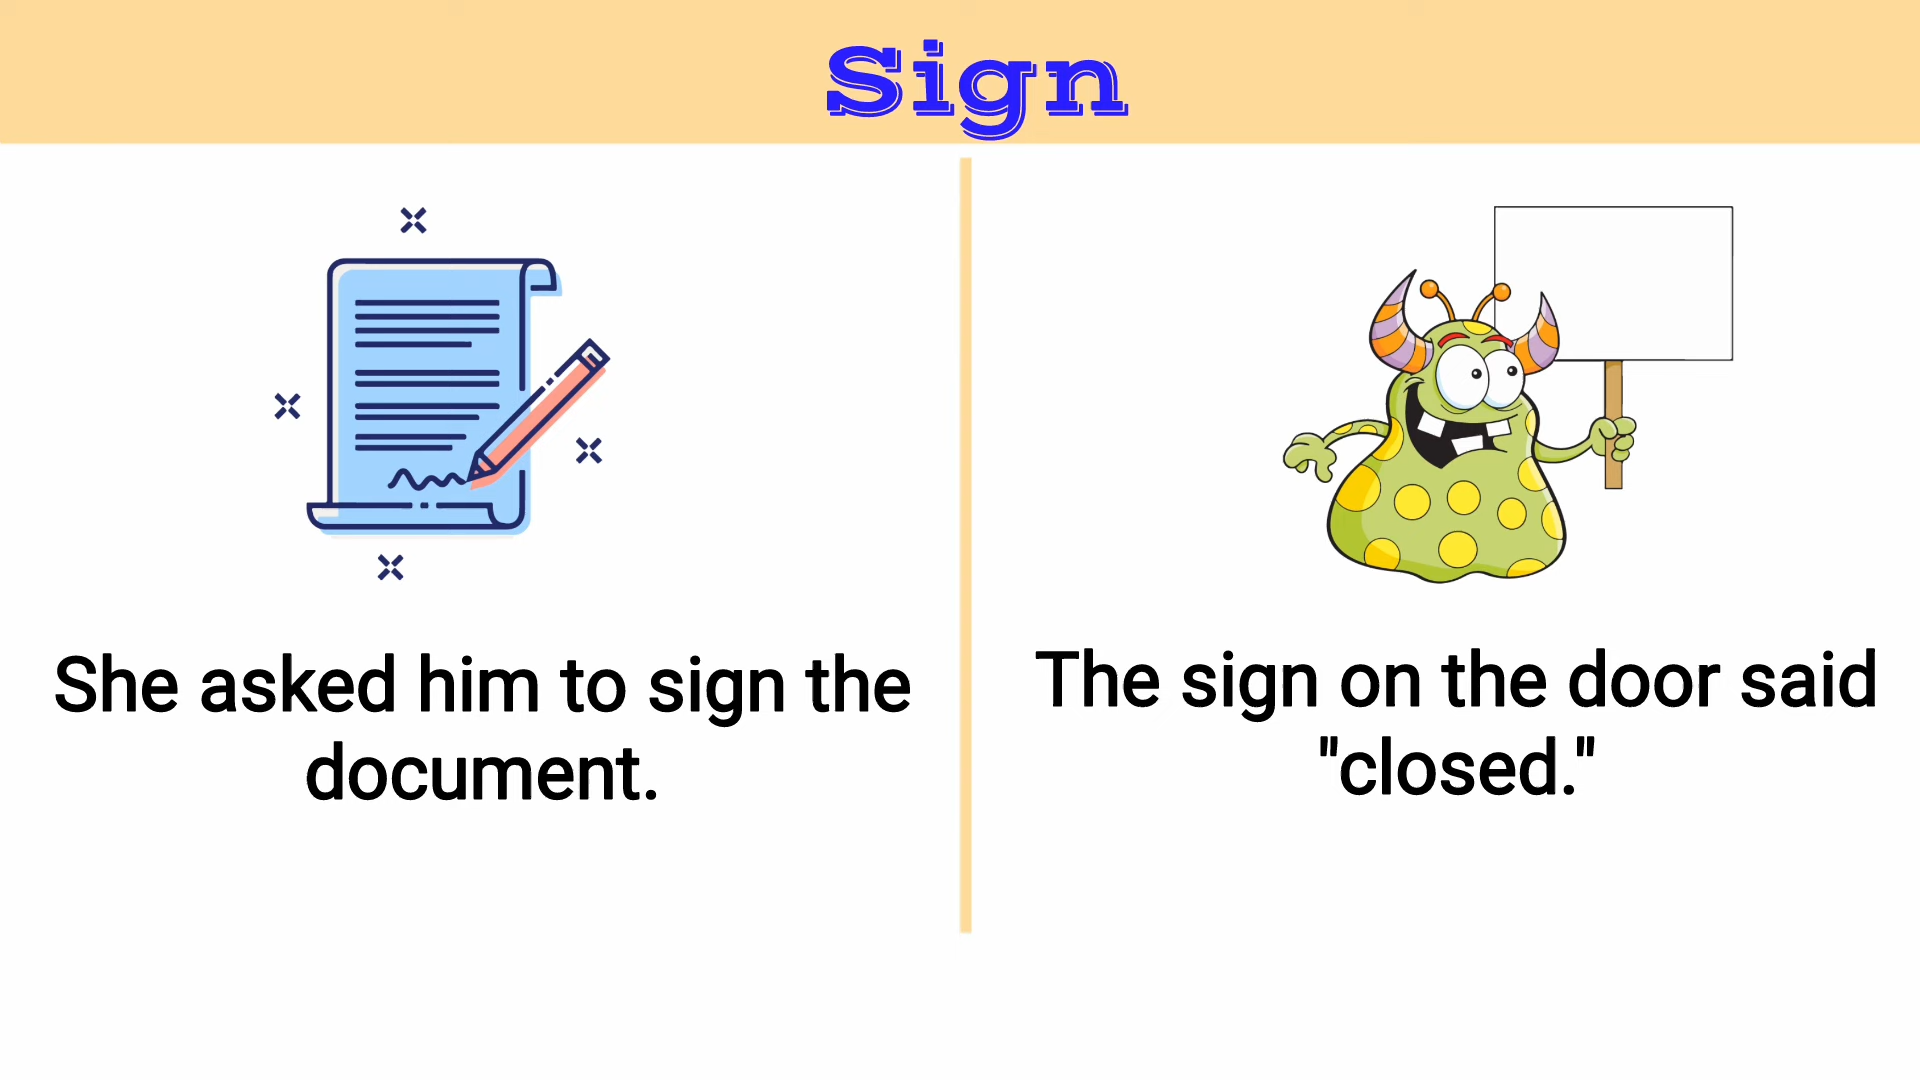 Sign
She asked him to sign the
document.
The sign on the door said
"closed."